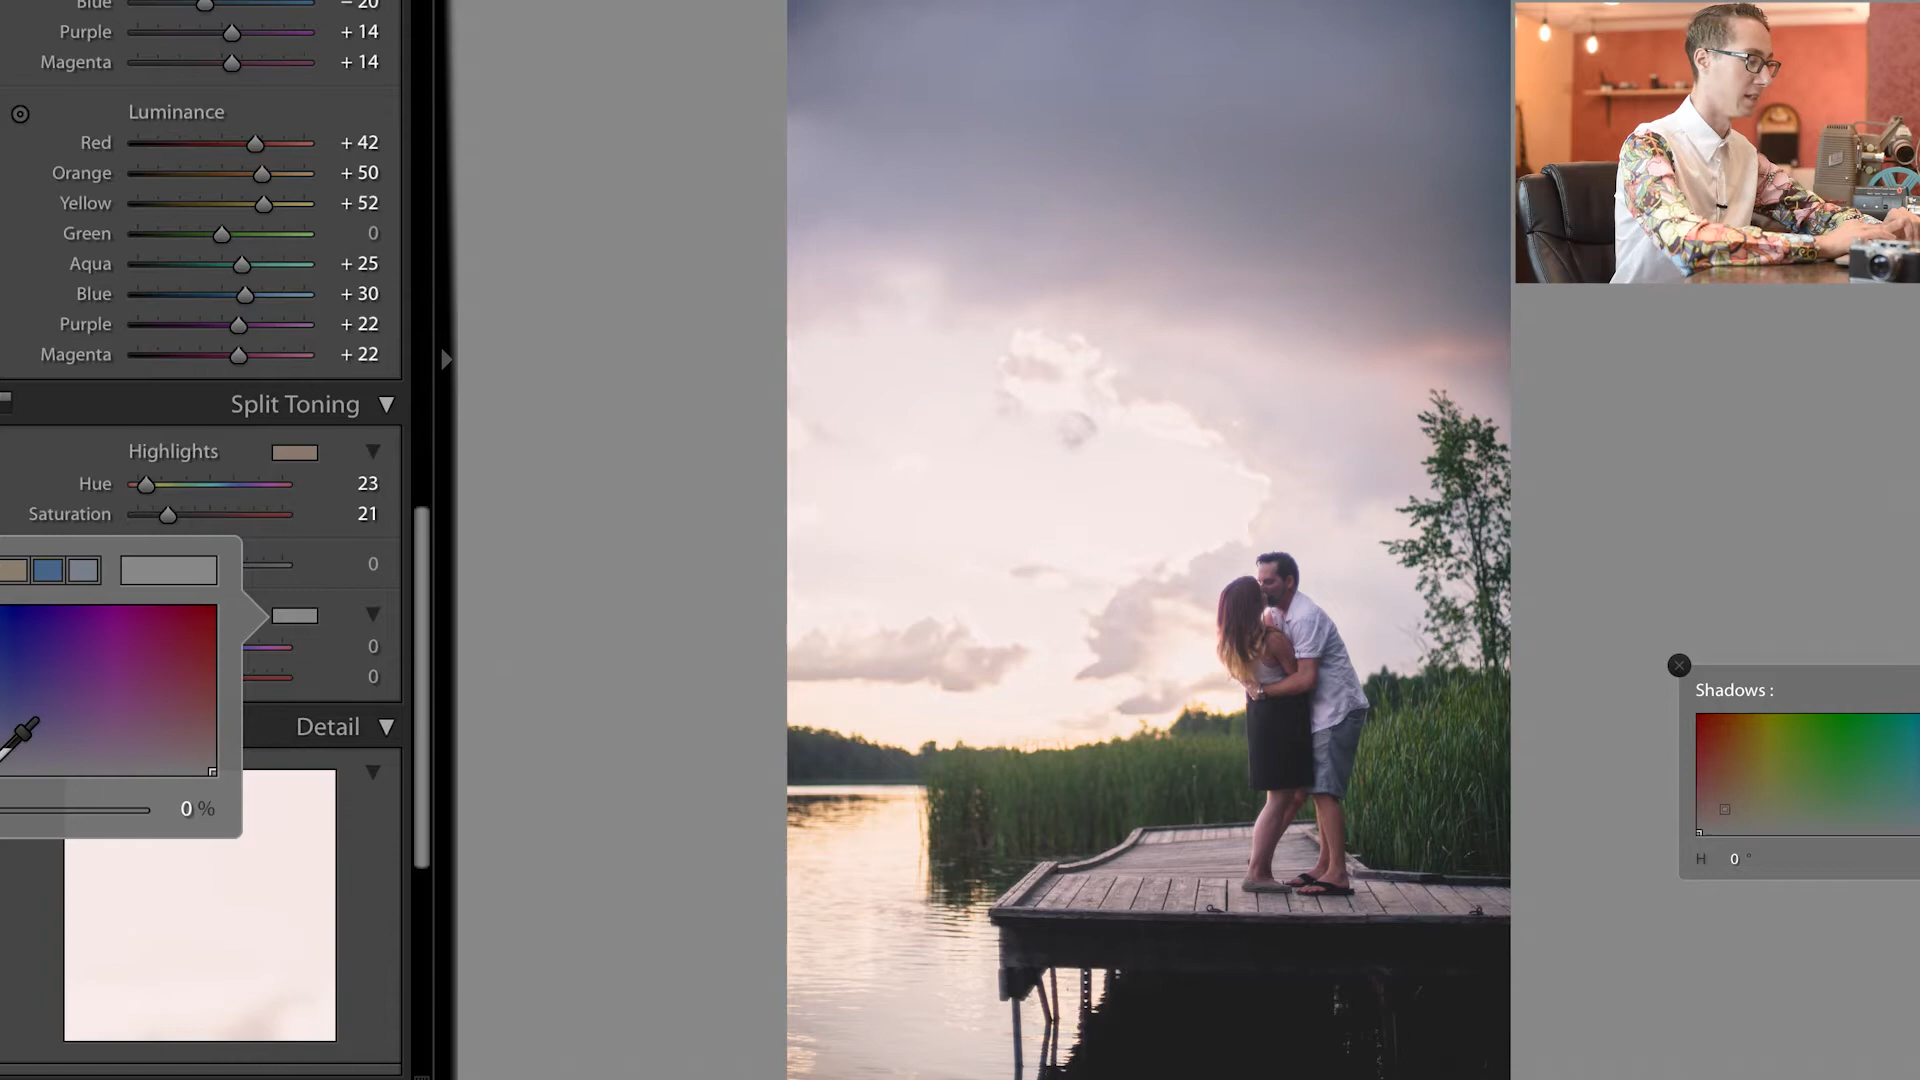 Blue – 20
Purple + 14
Magenta + 14
Luminance
Red + 42
Orange + 50
Yellow + 52
Green 0
Aqua + 25
Blue + 30
Purple + 22
Magenta + 22
Split Toning
Highlights
Hue 23
Saturation 21
0
0
0
Detail
0 %
Shadows :
H 0 °